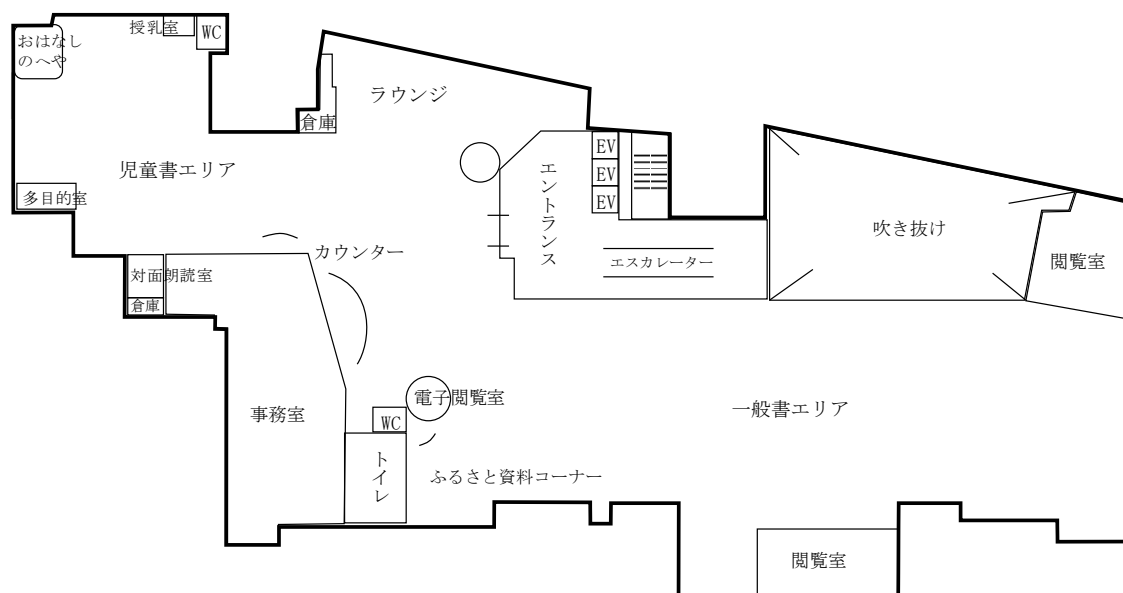 授乳室
WC
おはなし
のへや
ラウンジ
倉庫
児童書エリア
EV
EV
EV
エントランス
多目的室
吹き抜け
カウンター
エスカレーター
閲覧室
対面朗読室
倉庫
電子閲覧室
一般書エリア
事務室
WC
トイレ
ふるさと資料コーナー
閲覧室